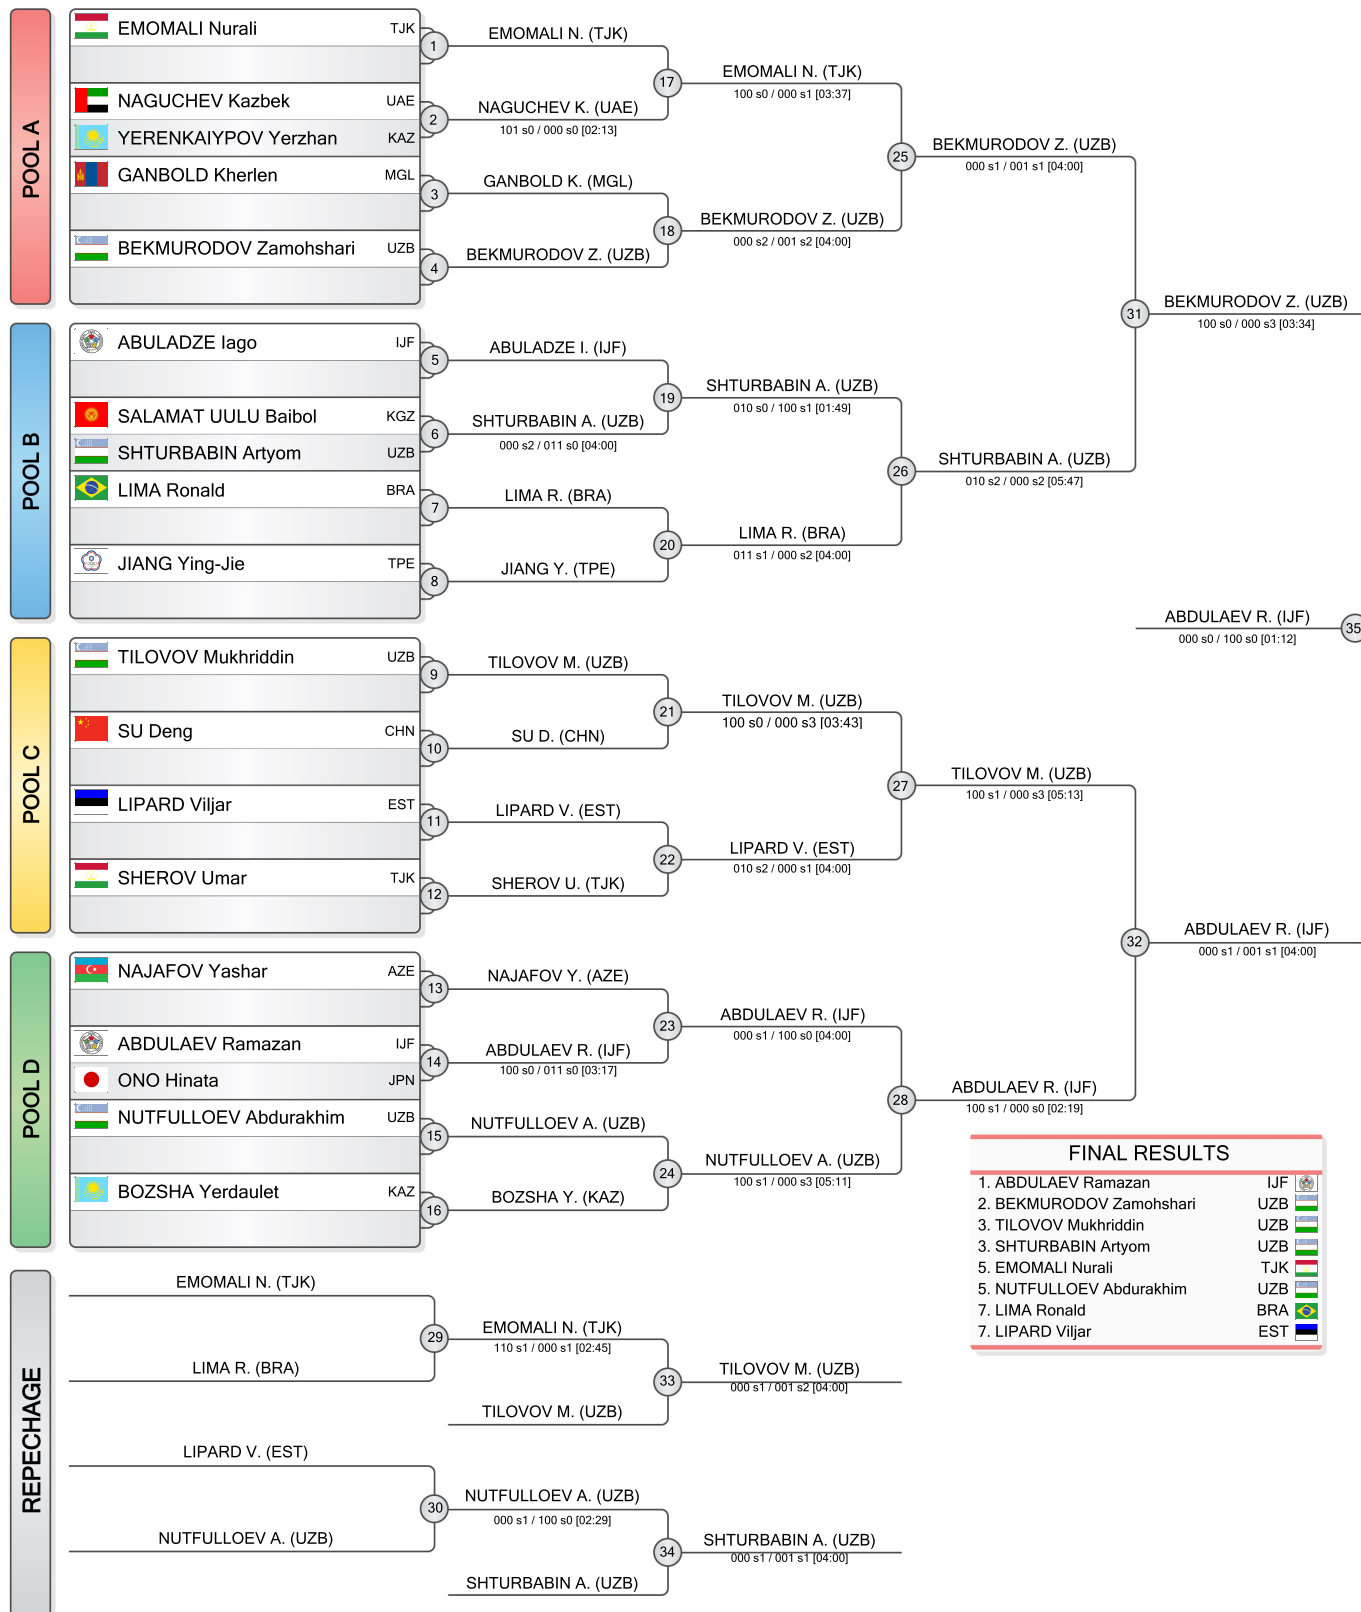 POOL A
EMOMALI Nurali TJK
NAGUCHEV Kazbek UAE
YERENKAIYPOV Yerzhan KAZ
GANBOLD Kherlen MGL
BEKMURODOV Zamohshari UZB
1
2
3
4
EMOMALI N. (TJK)
NAGUCHEV K. (UAE)
101 s0 / 000 s0 [02:13]
GANBOLD K. (MGL)
BEKMURODOV Z. (UZB)
17
18
EMOMALI N. (TJK)
100 s0 / 000 s1 [03:37]
BEKMURODOV Z. (UZB)
000 s2 / 001 s2 [04:00]
25
BEKMURODOV Z. (UZB)
000 s1 / 001 s1 [04:00]
POOL B
ABULADZE Iago IJF
SALAMAT UULU Baibol KGZ
SHTURBABIN Artyom UZB
LIMA Ronald BRA
JIANG Ying-Jie TPE
5
6
7
8
ABULADZE I. (IJF)
SHTURBABIN A. (UZB)
000 s2 / 011 s0 [04:00]
LIMA R. (BRA)
JIANG Y. (TPE)
19
20
SHTURBABIN A. (UZB)
010 s0 / 100 s1 [01:49]
LIMA R. (BRA)
011 s1 / 000 s2 [04:00]
26
SHTURBABIN A. (UZB)
010 s2 / 000 s2 [05:47]
31
BEKMURODOV Z. (UZB)
100 s0 / 000 s3 [03:34]
ABDULAEV R. (IJF)
000 s0 / 100 s0 [01:12]
35
POOL C
TILOVOV Mukhriddin UZB
SU Deng CHN
LIPARD Viljar EST
SHEROV Umar TJK
9
10
11
12
TILOVOV M. (UZB)
SU D. (CHN)
LIPARD V. (EST)
SHEROV U. (TJK)
21
22
TILOVOV M. (UZB)
100 s0 / 000 s3 [03:43]
LIPARD V. (EST)
010 s2 / 000 s1 [04:00]
27
TILOVOV M. (UZB)
100 s1 / 000 s3 [05:13]
POOL D
NAJAFOV Yashar AZE
ABDULAEV Ramazan IJF
ONO Hinata JPN
NUTFULLOEV Abdurakhim UZB
BOZSHA Yerdaulet KAZ
13
14
15
16
NAJAFOV Y. (AZE)
ABDULAEV R. (IJF)
100 s0 / 011 s0 [03:17]
NUTFULLOEV A. (UZB)
BOZSHA Y. (KAZ)
23
24
ABDULAEV R. (IJF)
000 s1 / 100 s0 [04:00]
NUTFULLOEV A. (UZB)
100 s1 / 000 s3 [05:11]
28
ABDULAEV R. (IJF)
100 s1 / 000 s0 [02:19]
32
ABDULAEV R. (IJF)
000 s1 / 001 s1 [04:00]
FINAL RESULTS
1. ABDULAEV Ramazan IJF
2. BEKMURODOV Zamohshari UZB
3. TILOVOV Mukhriddin UZB
3. SHTURBABIN Artyom UZB
5. EMOMALI Nurali TJK
5. NUTFULLOEV Abdurakhim UZB
7. LIMA Ronald BRA
7. LIPARD Viljar EST
REPECHAGE
EMOMALI N. (TJK)
LIMA R. (BRA)
29
EMOMALI N. (TJK)
110 s1 / 000 s1 [02:45]
TILOVOV M. (UZB)
33
TILOVOV M. (UZB)
000 s1 / 001 s2 [04:00]
LIPARD V. (EST)
NUTFULLOEV A. (UZB)
30
NUTFULLOEV A. (UZB)
000 s1 / 100 s0 [02:29]
SHTURBABIN A. (UZB)
34
SHTURBABIN A. (UZB)
000 s1 / 001 s1 [04:00]